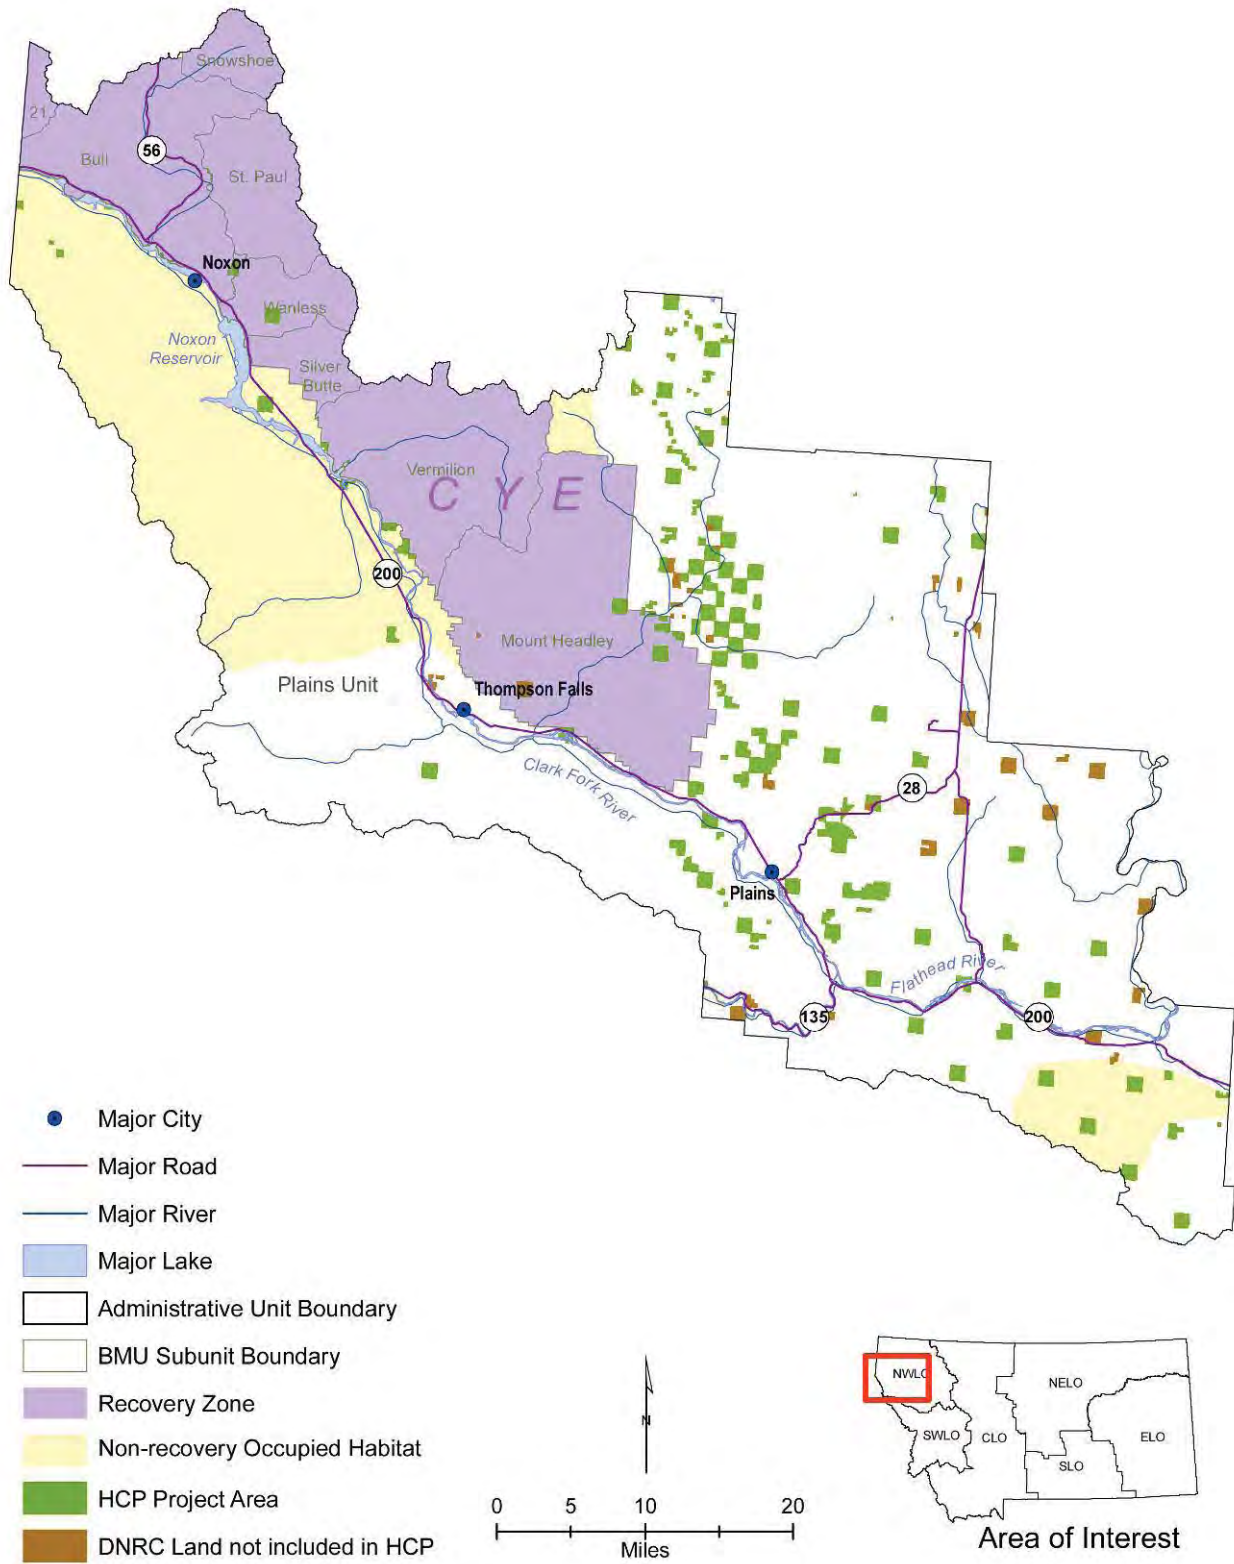 Snowshoe
21
56
Bull
St. Paul
Noxon
Wanless
Noxon
Reservoir
Silver
Butte
Vermilion
C Y E
200
Mount Headley
Plains Unit
Thompson Falls
Clark Fork River
28
Plains
Flathead River
135
200
Major City
Major Road
Major River
Major Lake
Administrative Unit Boundary
BMU Subunit Boundary
Recovery Zone
Non-recovery Occupied Habitat
HCP Project Area
DNRC Land not included in HCP
N
0 5 10 20
Miles
NWLO
NELO
SWLO
CLO
ELO
SLO
Area of Interest